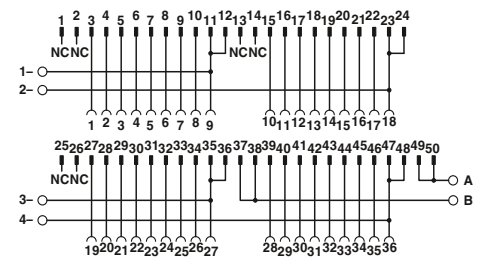 1 2 3 4 5 6 7 8 9 10 11 12 13 14 15 16 17 18 19 20 21 22 23 24
NC NC NC NC
1–
2–
1 2 3 4 5 6 7 8 9 10 11 12 13 14 15 16 17 18
25 26 27 28 29 30 31 32 33 34 35 36 37 38 39 40 41 42 43 44 45 46 47 48 49 50
NC NC
A
3– B
4–
19 20 21 22 23 24 25 26 27 28 29 30 31 32 33 34 35 36